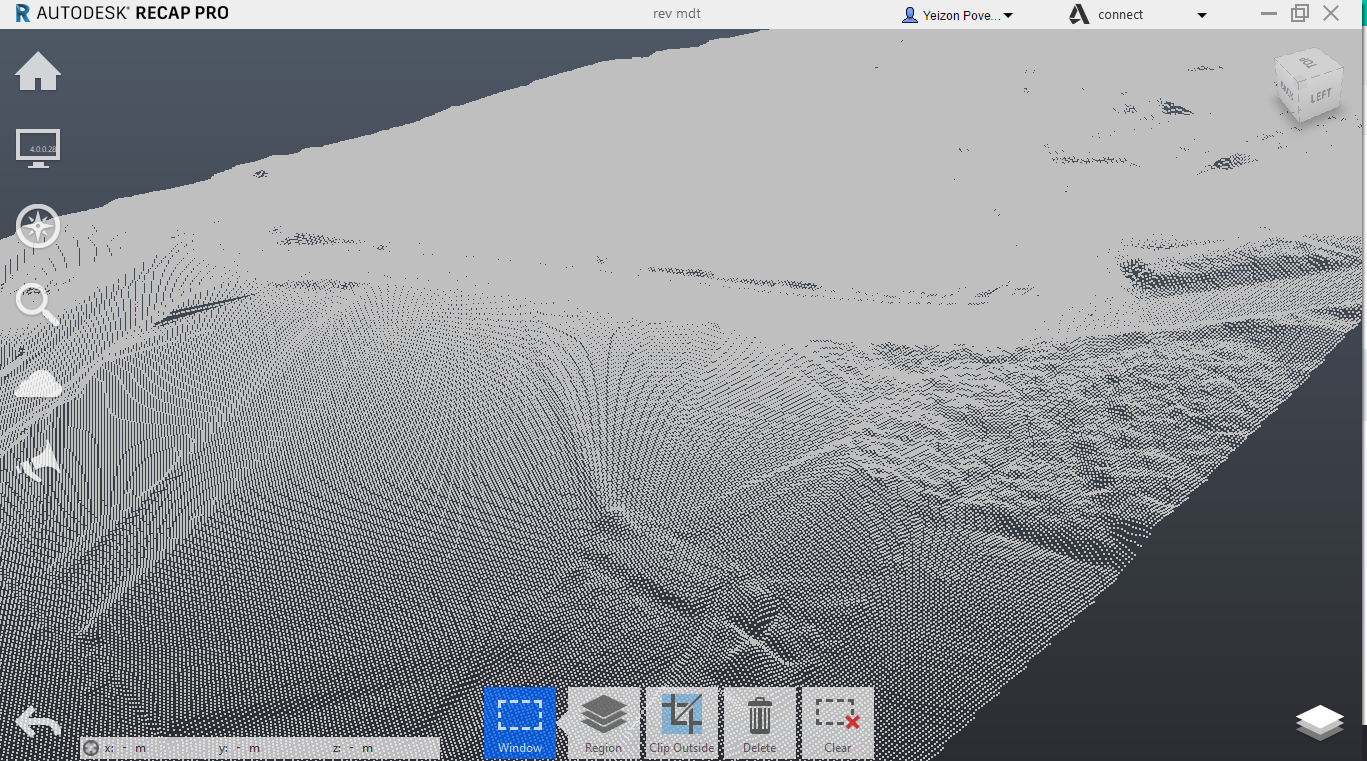 AUTODESK® RECAP PRO
rev mdt
Yeizon Pove...
connect
TOP
BACK
LEFT
4.0.0.28
Window
Region
Clip Outside
Delete
Clear
x: - m
y: - m
z: - m